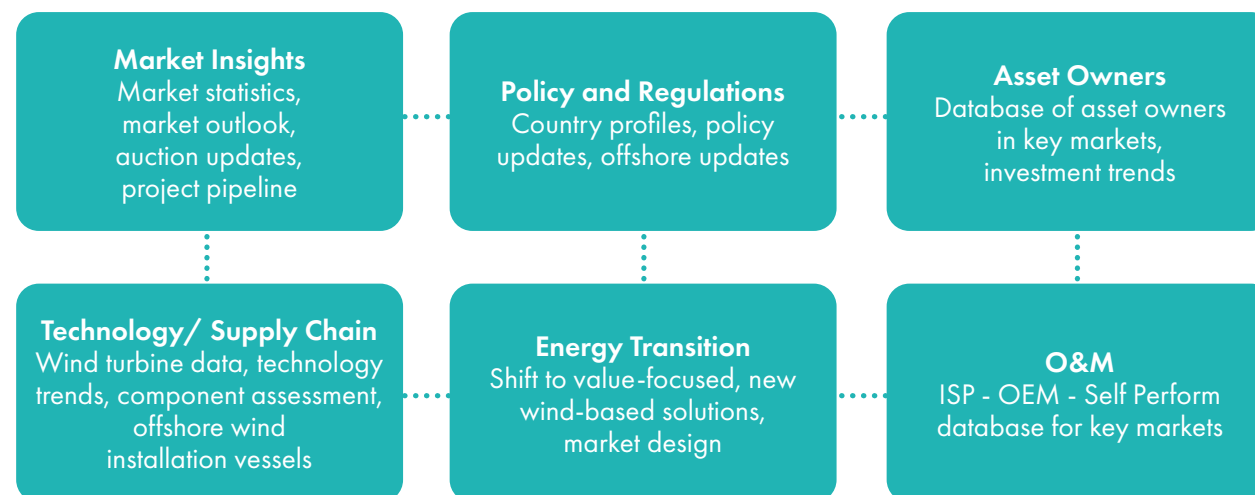 Market Insights
Market statistics,
market outlook,
auction updates,
project pipeline
Policy and Regulations
Country profiles, policy
updates, offshore updates
Asset Owners
Database of asset owners
in key markets,
investment trends
Technology/ Supply Chain
Wind turbine data, technology
trends, component assessment,
offshore wind
installation vessels
Energy Transition
Shift to value-focused, new
wind-based solutions,
market design
O&M
ISP - OEM - Self Perform
database for key markets